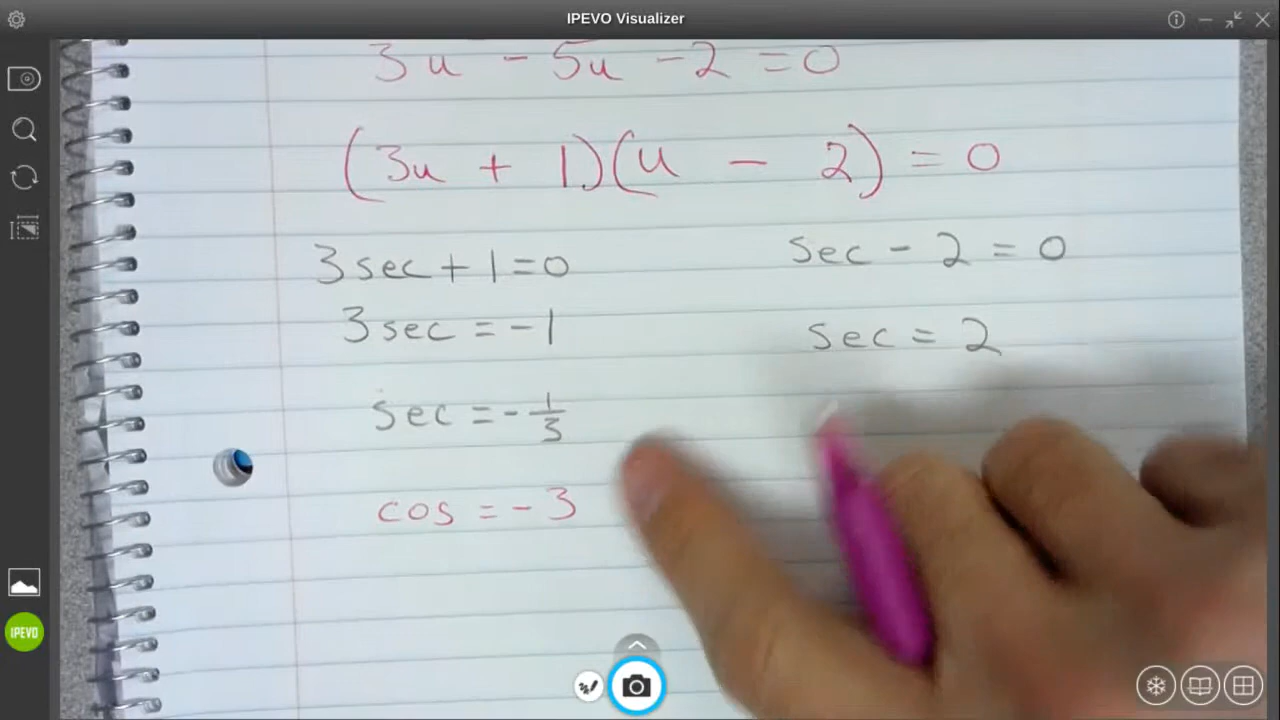 IPEVO Visualizer
3u - 5u - 2 = 0
(3u + 1)(u - 2) = 0
3sec + 1 = 0
3sec = -1
sec = -1/3
cos = -3
sec - 2 = 0
sec = 2
IPEVO